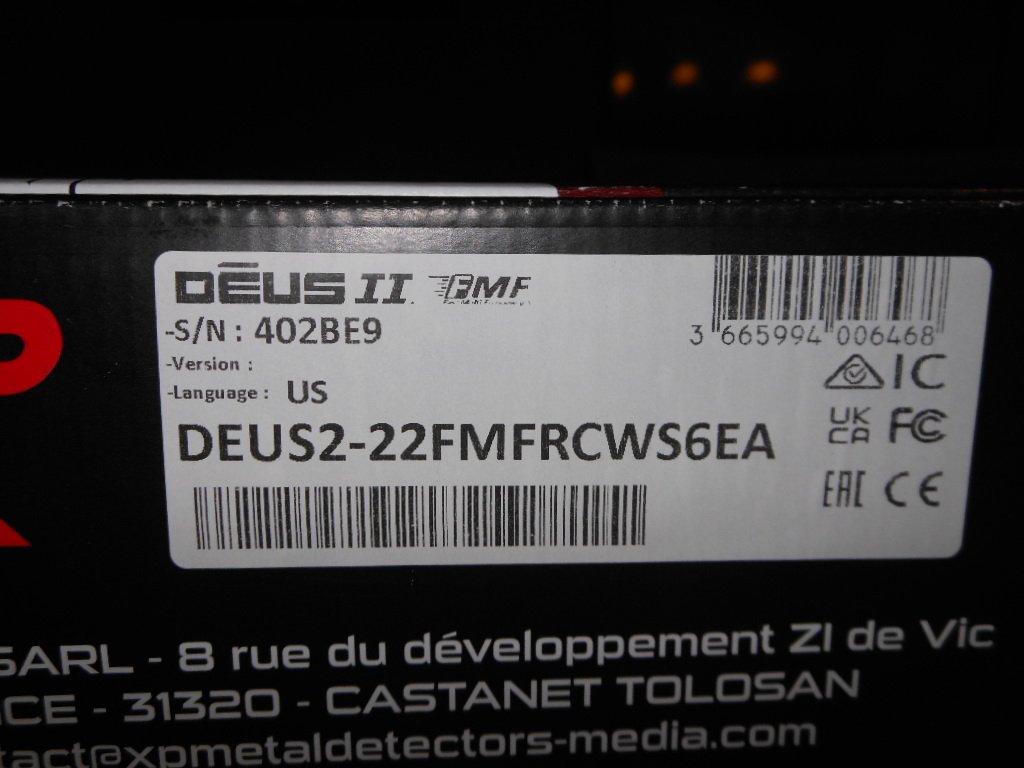 DĒUS II FMF
-S/N : 402BE9
-Version :
-Language : US
DEUS2-22FMFRCWS6EA
3 665994 006468
IC
UK
CA
FC
EAC
CE
SARL - 8 rue du développement ZI de Vic
CE - 31320 - CASTANET TOLOSAN
tact@xpmetaldetectors-media.com